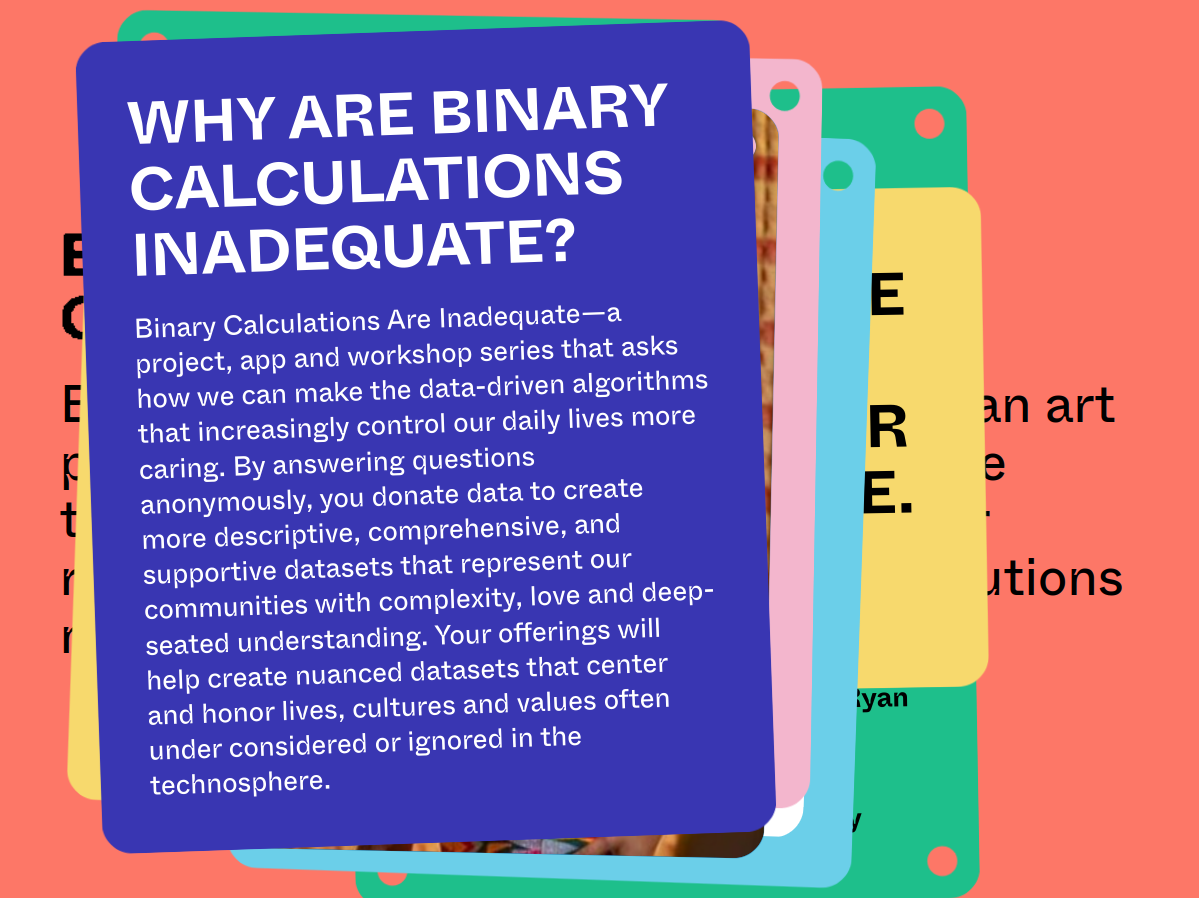 WHY ARE BINARY
CALCULATIONS
INADEQUATE?
Binary Calculations Are Inadequate—a
project, app and workshop series that asks
how we can make the data-driven algorithms
that increasingly control our daily lives more
caring. By answering questions
anonymously, you donate data to create
more descriptive, comprehensive, and
supportive datasets that represent our
communities with complexity, love and deep-
seated understanding. Your offerings will
help create nuanced datasets that center
and honor lives, cultures and values often
under considered or ignored in the
technosphere.
an art
Ryan